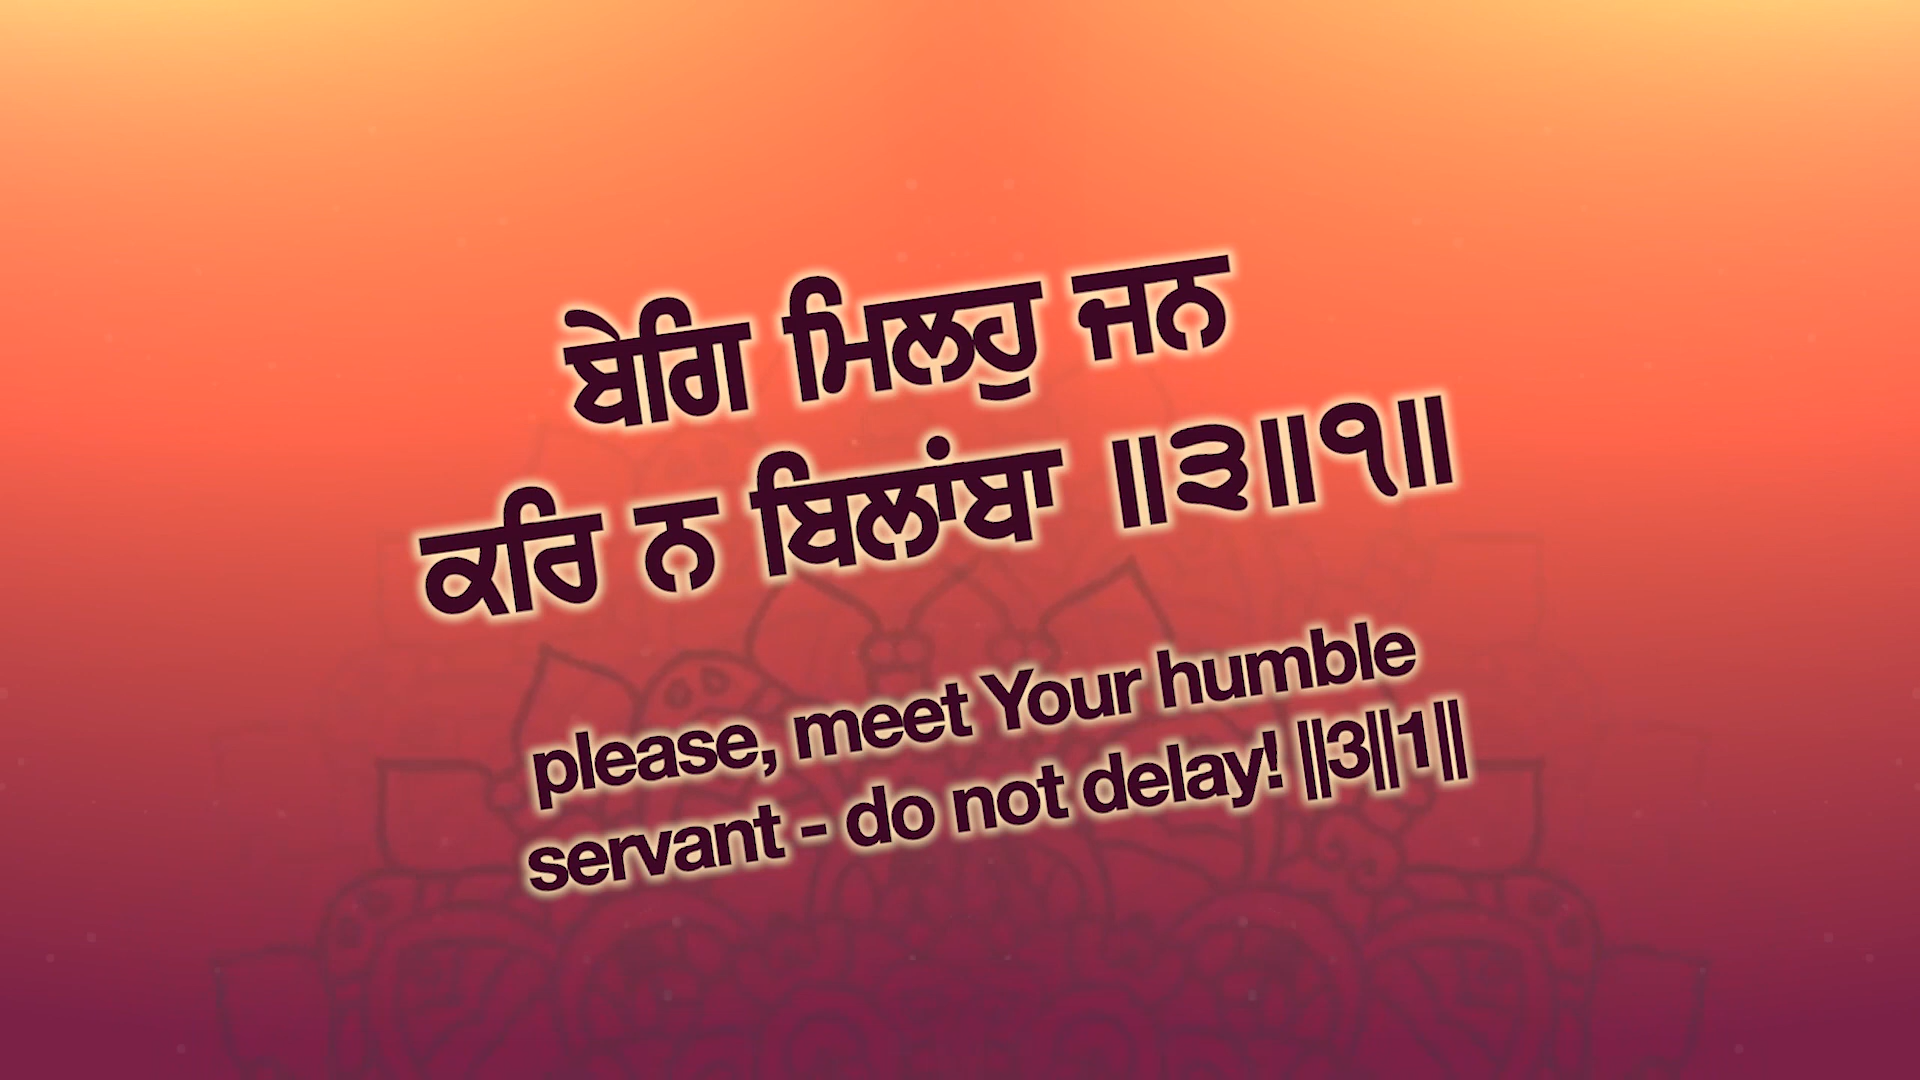 ਬੇਗਿ ਮਿਲਹੁ ਜਨ
ਕਰਿ ਨ ਬਿਲਾਂਬਾ ॥੩॥੧॥
please, meet Your humble
servant - do not delay! ||3||1||